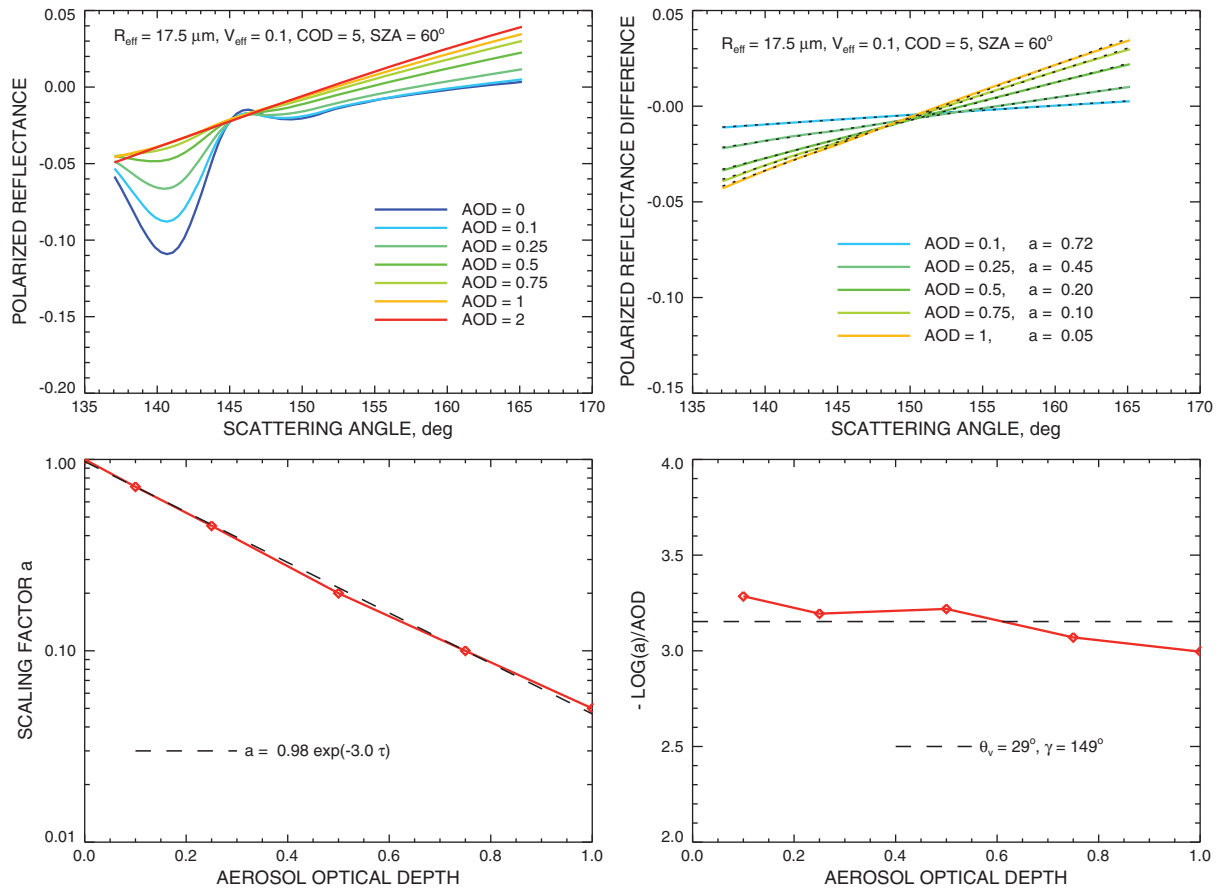 R_eff = 17.5 μm, V_eff = 0.1, COD = 5, SZA = 60°
POLARIZED REFLECTANCE
0.00
-0.05
-0.10
-0.15
-0.20
AOD = 0
AOD = 0.1
AOD = 0.25
AOD = 0.5
AOD = 0.75
AOD = 1
AOD = 2
135 140 145 150 155 160 165 170
SCATTERING ANGLE, deg
R_eff = 17.5 μm, V_eff = 0.1, COD = 5, SZA = 60°
POLARIZED REFLECTANCE DIFFERENCE
0.05
-0.00
-0.05
-0.10
-0.15
AOD = 0.1, a = 0.72
AOD = 0.25, a = 0.45
AOD = 0.5, a = 0.20
AOD = 0.75, a = 0.10
AOD = 1, a = 0.05
135 140 145 150 155 160 165 170
SCATTERING ANGLE, deg
SCALING FACTOR a
1.00
0.10
0.01
a = 0.98 exp(-3.0 τ)
0.0 0.2 0.4 0.6 0.8 1.0
AEROSOL OPTICAL DEPTH
- LOG(a)/AOD
4.0
3.5
3.0
2.5
2.0
θ_v = 29°, γ = 149°
0.0 0.2 0.4 0.6 0.8 1.0
AEROSOL OPTICAL DEPTH